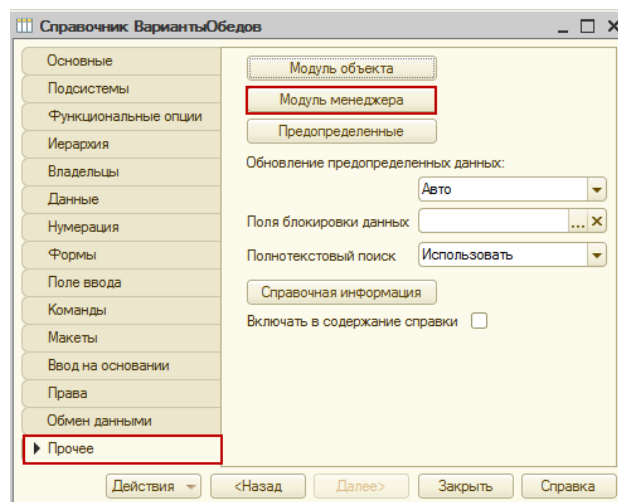 Справочник ВариантыОбедов
Основные
Подсистемы
Функциональные опции
Иерархия
Владельцы
Данные
Нумерация
Формы
Поле ввода
Команды
Макеты
Ввод на основании
Права
Обмен данными
Прочее
Модуль объекта
Модуль менеджера
Предопределенные
Обновление предопределенных данных:
Авто
Поля блокировки данных ...
Полнотекстовый поиск Использовать
Справочная информация
Включать в содержание справки
Действия <Назад Далее> Закрыть Справка